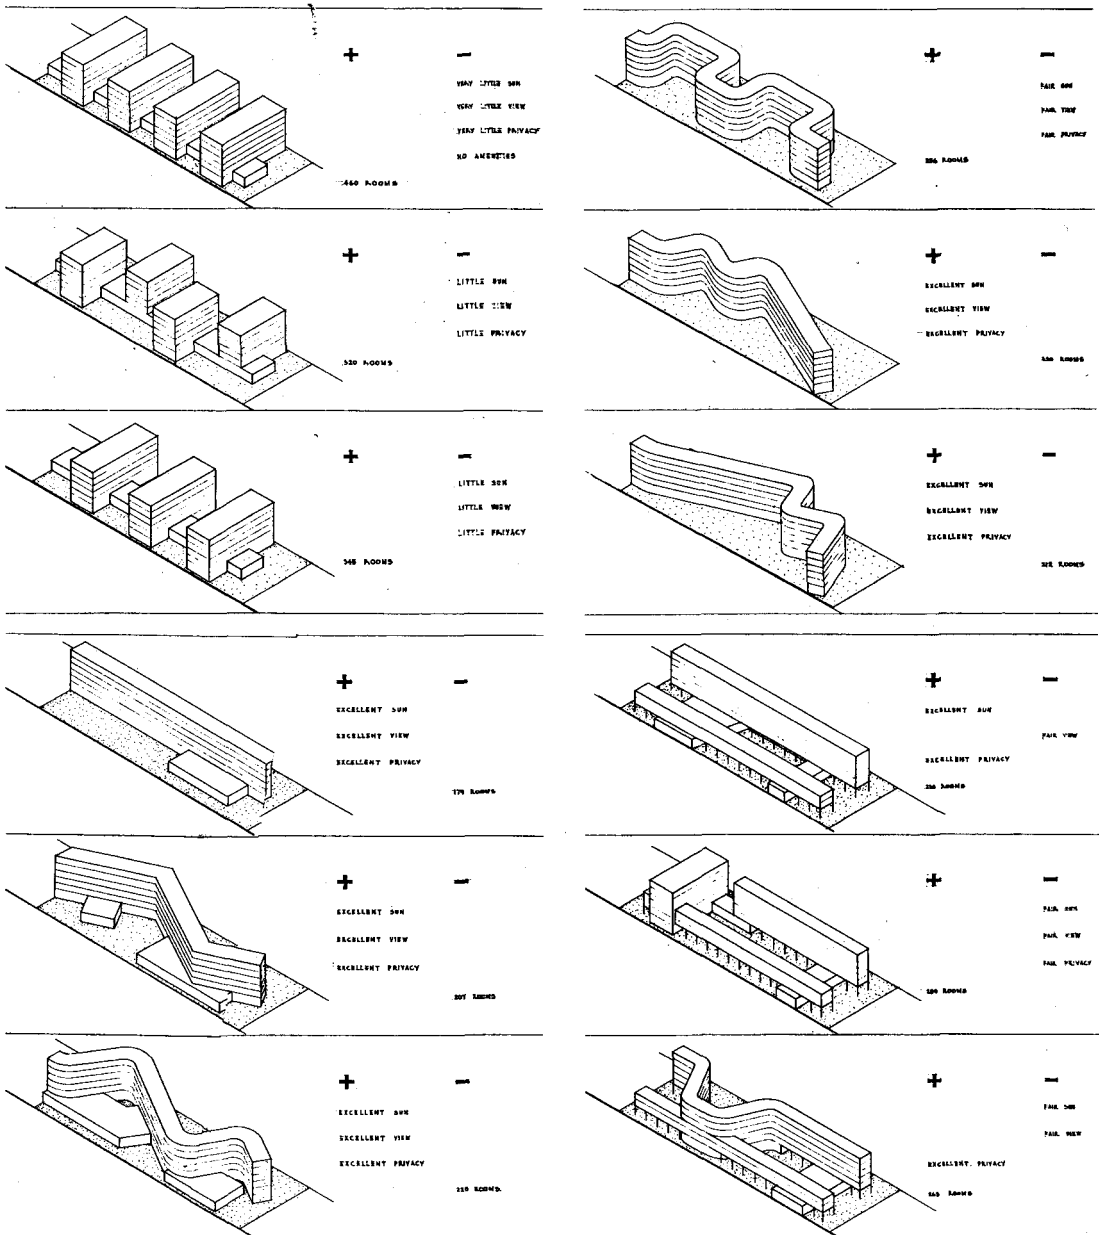 + −
VERY LITTLE SUN
VERY LITTLE VIEW
VERY LITTLE PRIVACY
NO AMENITIES
460 ROOMS
+ −
LITTLE SUN
LITTLE VIEW
LITTLE PRIVACY
520 ROOMS
+ −
LITTLE SUN
LITTLE VIEW
LITTLE PRIVACY
ROOMS
+ −
EXCELLENT SUN
EXCELLENT VIEW
EXCELLENT PRIVACY
ROOMS
+ −
EXCELLENT SUN
EXCELLENT VIEW
EXCELLENT PRIVACY
ROOMS
+ −
EXCELLENT SUN
EXCELLENT VIEW
EXCELLENT PRIVACY
220 ROOMS
+ −
FAIR SUN
FAIR VIEW
FAIR PRIVACY
ROOMS
+ −
EXCELLENT SUN
EXCELLENT VIEW
EXCELLENT PRIVACY
ROOMS
+ −
EXCELLENT SUN
EXCELLENT VIEW
EXCELLENT PRIVACY
ROOMS
+ −
EXCELLENT SUN
FAIR VIEW
EXCELLENT PRIVACY
ROOMS
+ −
FAIR SUN
FAIR VIEW
FAIR PRIVACY
ROOMS
+ −
FAIR SUN
FAIR VIEW
EXCELLENT PRIVACY
ROOMS